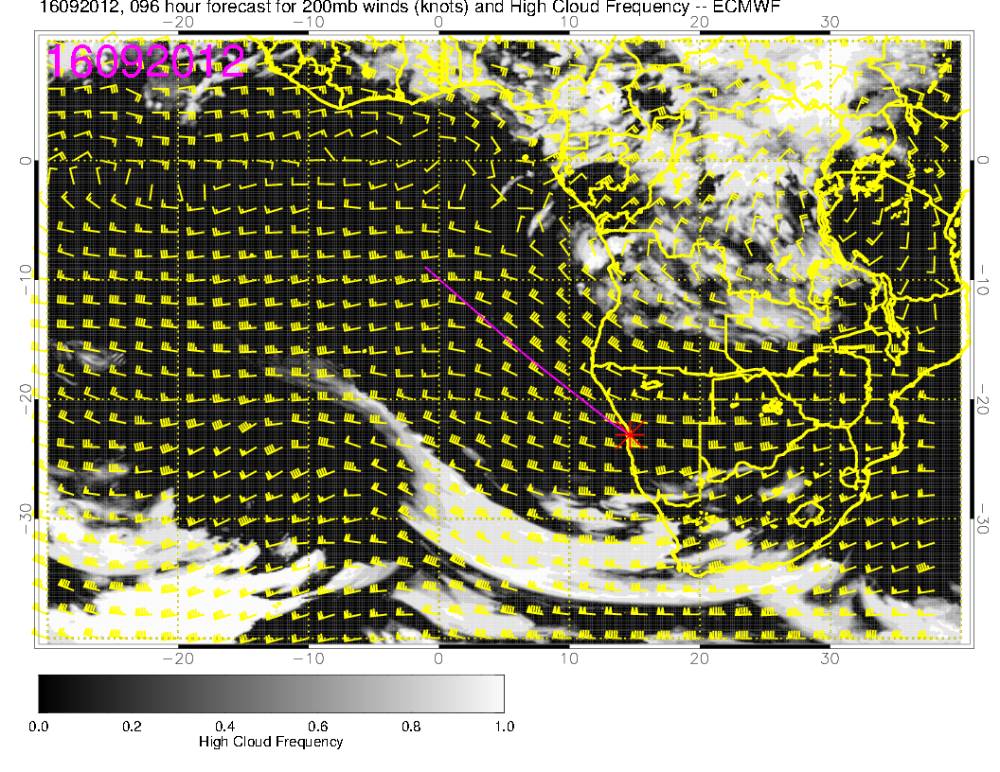 16092012, 096 hour forecast for 200mb winds (knots) and High Cloud Frequency -- ECMWF
−20 −10 0 10 20 30
16092012
0 0
−10 −10
−20 −20
−30 −30
−20 −10 0 10 20 30
0.0 0.2 0.4 0.6 0.8 1.0
High Cloud Frequency